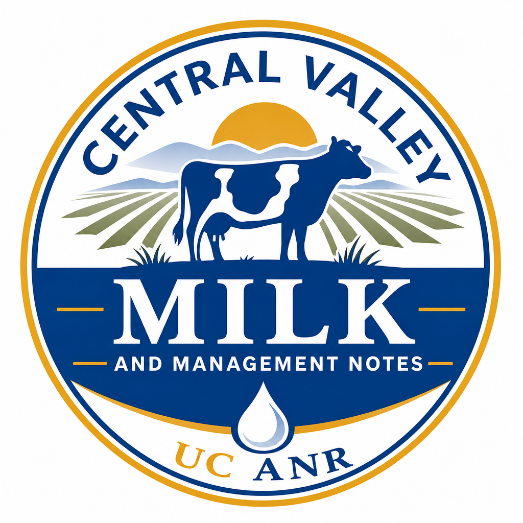 CENTRAL VALLEY
MILK
AND MANAGEMENT NOTES
UC ANR